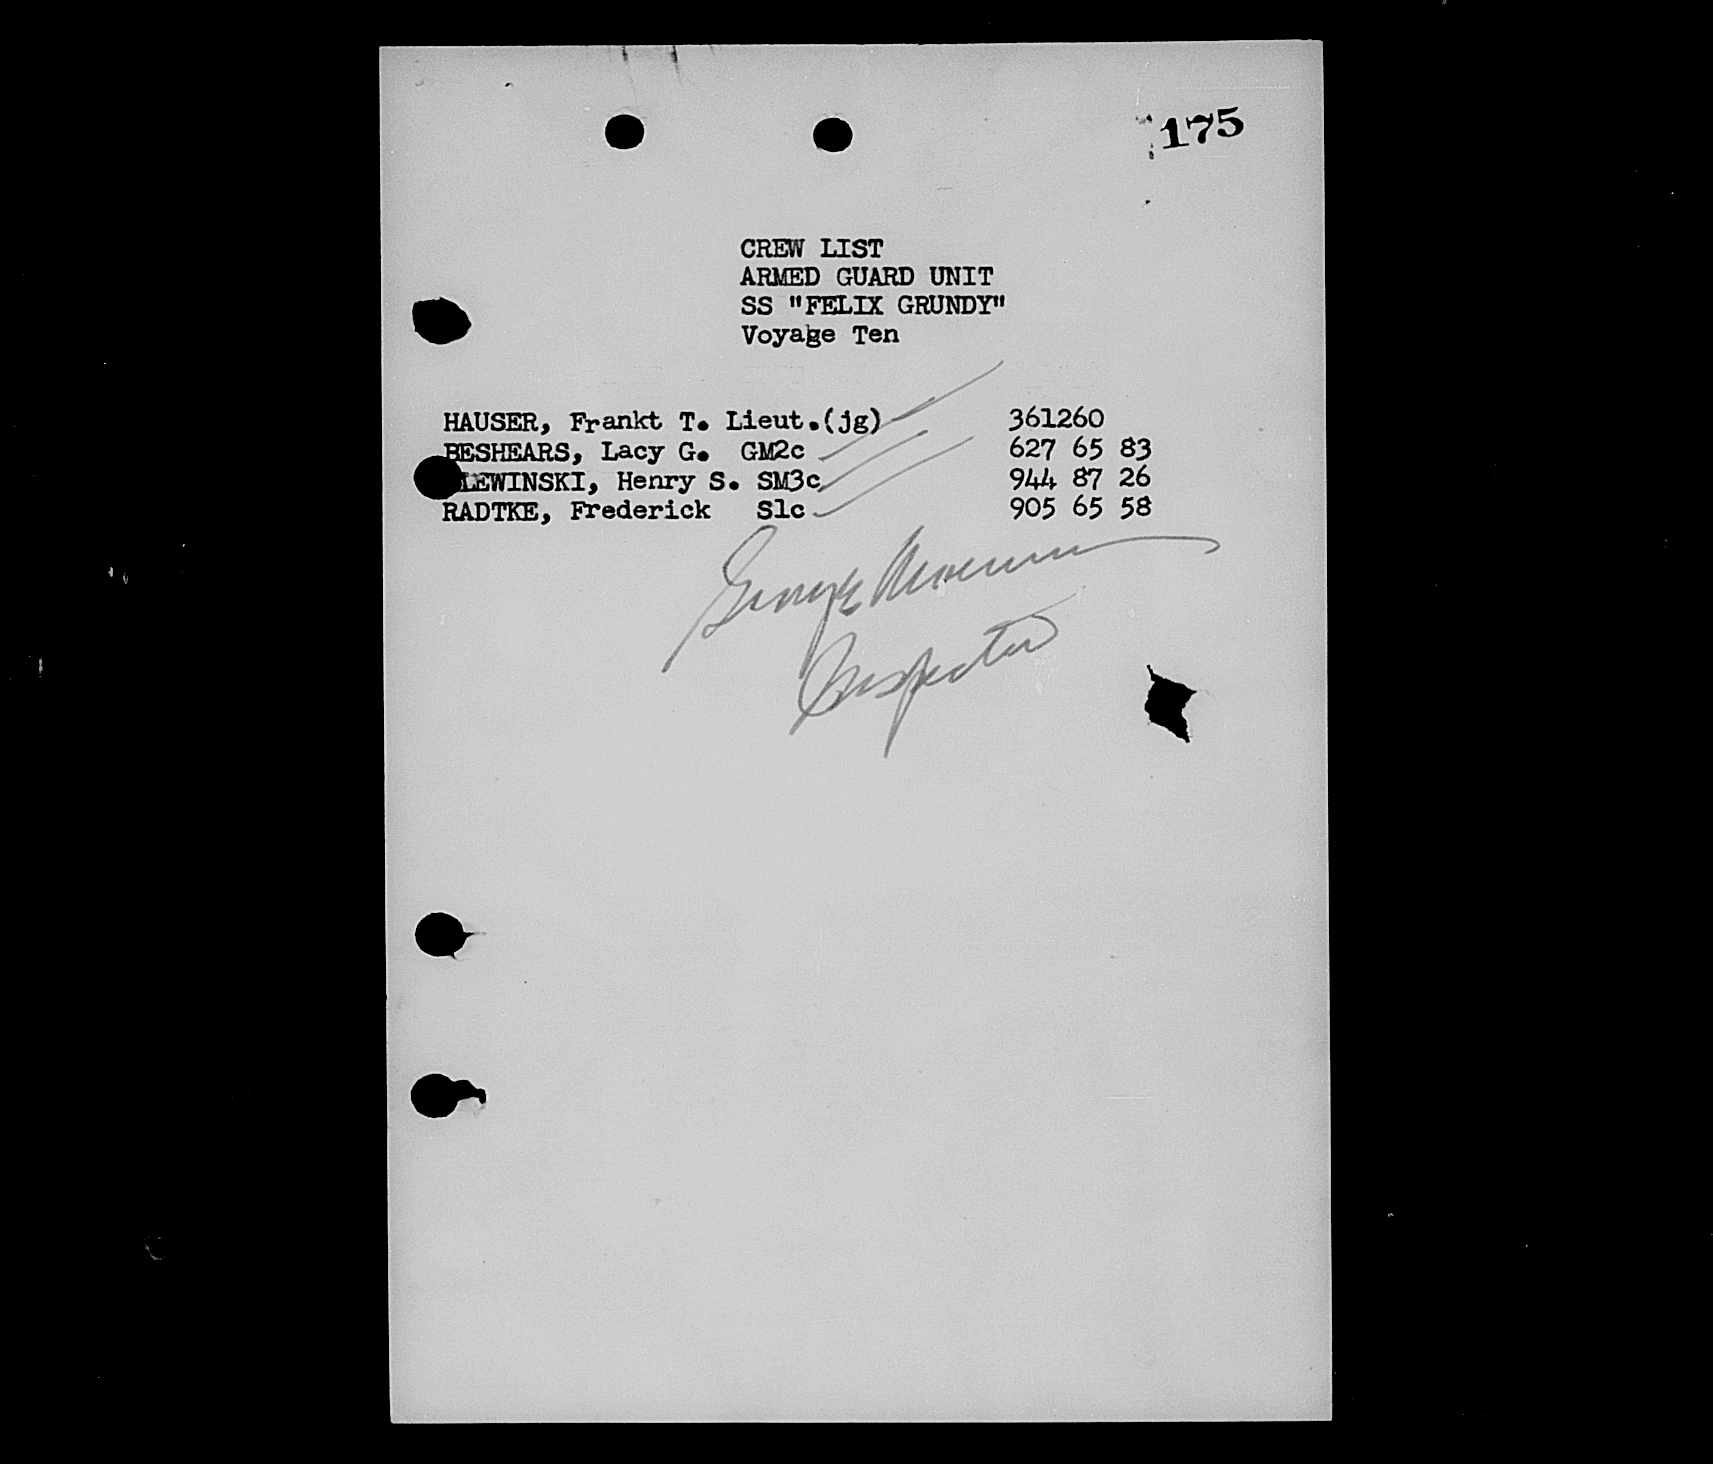 175
CREW LIST
ARMED GUARD UNIT
SS "FELIX GRUNDY"
Voyage Ten
HAUSER, Frankt T. Lieut.(jg) 361260
BESHEARS, Lacy G. GM2c 627 65 83
LEWINSKI, Henry S. SM3c 944 87 26
RADTKE, Frederick S1c 905 65 58
George
Inspector